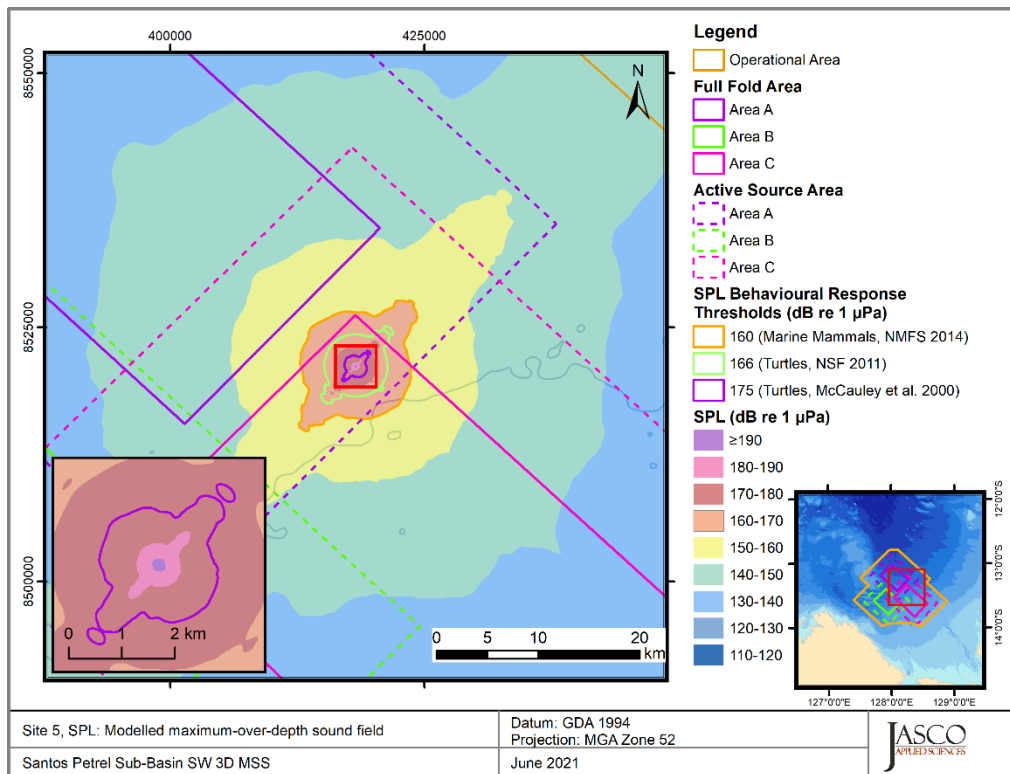 400000
425000
8550000
8525000
8500000
N
0 1 2 km
0 5 10 20
km
Legend
Operational Area
Full Fold Area
Area A
Area B
Area C
Active Source Area
Area A
Area B
Area C
SPL Behavioural Response
Thresholds (dB re 1 µPa)
160 (Marine Mammals, NMFS 2014)
166 (Turtles, NSF 2011)
175 (Turtles, McCauley et al. 2000)
SPL (dB re 1 µPa)
≥190
180-190
170-180
160-170
150-160
140-150
130-140
120-130
110-120
12°0'0"S
13°0'0"S
14°0'0"S
127°0'0"E
128°0'0"E
129°0'0"E
Site 5, SPL: Modelled maximum-over-depth sound field
Santos Petrel Sub-Basin SW 3D MSS
Datum: GDA 1994
Projection: MGA Zone 52
June 2021
JASCO
APPLIED SCIENCES